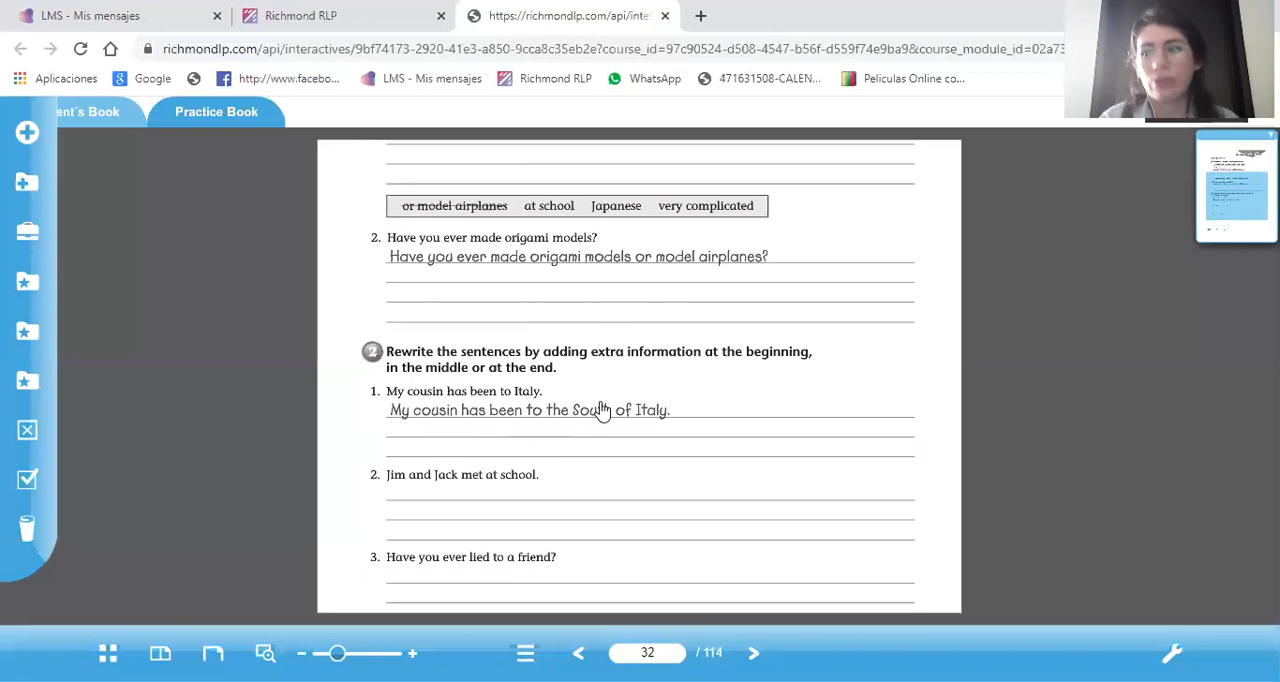 LMS - Mis mensajes
Richmond RLP
https://richmondlp.com/api/inte
richmondlp.com/api/interactives/9bf74173-2920-41e3-a850-9cca8c35eb2e?course_id=97c90524-d508-4547-b56f-d559f74e9ba9&course_module_id=02a73
Aplicaciones
Google
http://www.facebo...
LMS - Mis mensajes
Richmond RLP
WhatsApp
171631508-CALEN...
Peliculas Online co...
ent's Book
Practice Book
or model airplanes at school Japanese very complicated
2. Have you ever made origami models?
Have you ever made origami models or model airplanes?
2 Rewrite the sentences by adding extra information at the beginning,
in the middle or at the end.
1. My cousin has been to Italy.
My cousin has been to the South of Italy.
2. Jim and Jack met at school.
3. Have you ever lied to a friend?
32 / 114